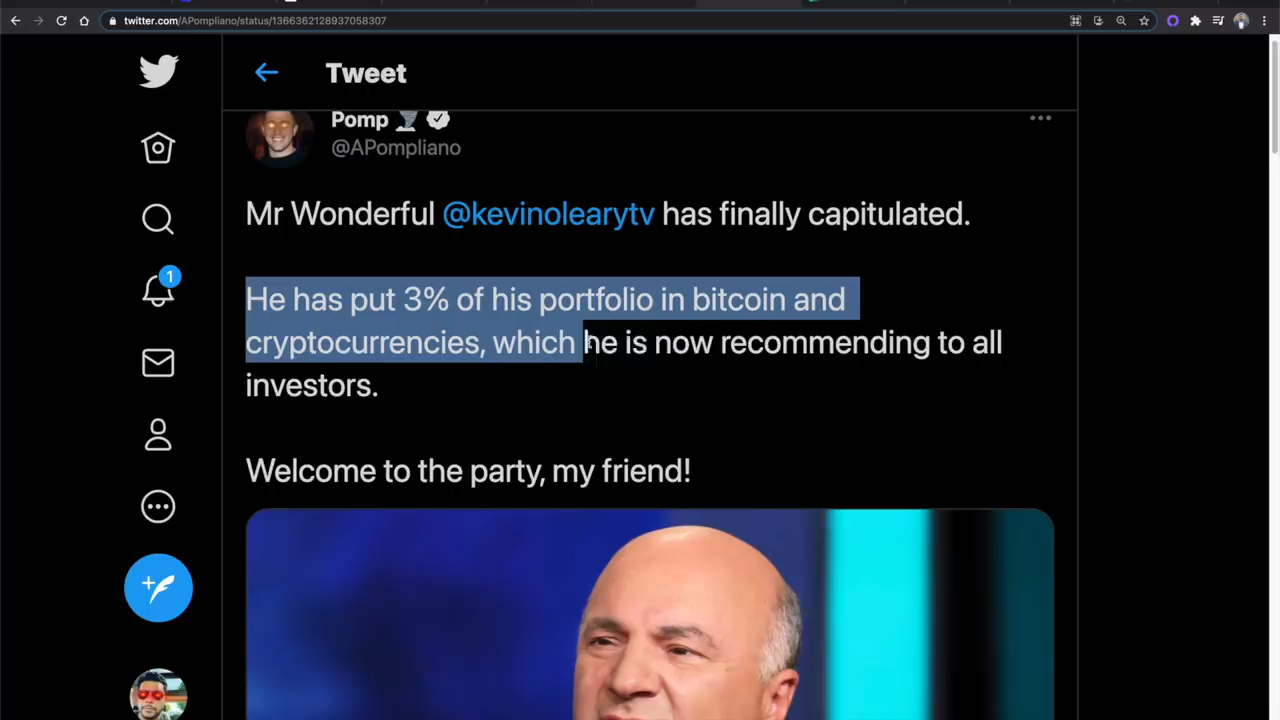 twitter.com/APompliano/status/1366362128937058307
Tweet
Pomp
@APompliano
Mr Wonderful @kevinolearytv has finally capitulated.
1
He has put 3% of his portfolio in bitcoin and
cryptocurrencies, which he is now recommending to all
investors.
Welcome to the party, my friend!